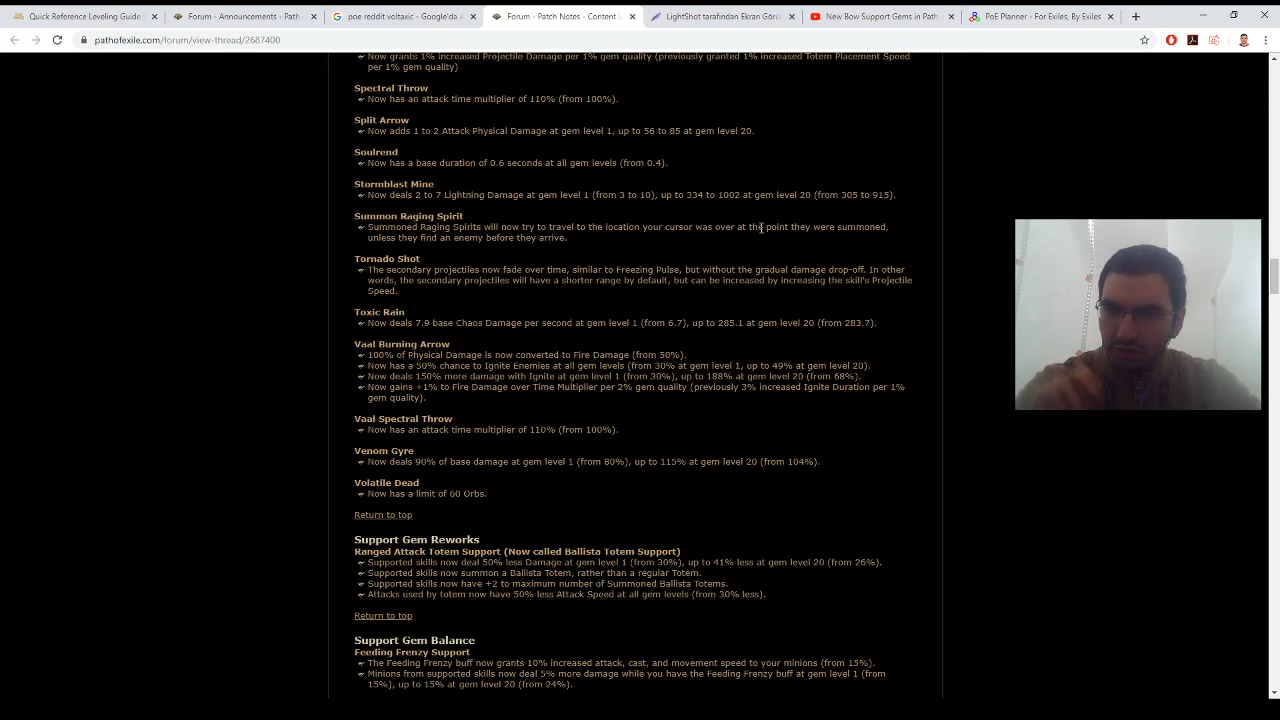 Quick Reference Leveling Guide
Forum - Announcements - Path o
poe reddit voltaxic - Google'da A
Forum - Patch Notes - Content U
LightShot tarafından Ekran Görü
New Bow Support Gems in Path
PoE Planner - For Exiles, By Exiles
pathofexile.com/forum/view-thread/2687400
Now grants 1% increased Projectile Damage per 1% gem quality (previously granted 1% increased Totem Placement Speed
per 1% gem quality)
Spectral Throw
Now has an attack time multiplier of 110% (from 100%).
Split Arrow
Now adds 1 to 2 Attack Physical Damage at gem level 1, up to 56 to 85 at gem level 20.
Soulrend
Now has a base duration of 0.6 seconds at all gem levels (from 0.4).
Stormblast Mine
Now deals 2 to 7 Lightning Damage at gem level 1 (from 3 to 10), up to 334 to 1002 at gem level 20 (from 305 to 915).
Summon Raging Spirit
Summoned Raging Spirits will now try to travel to the location your cursor was over at the point they were summoned,
unless they find an enemy before they arrive.
Tornado Shot
The secondary projectiles now fade over time, similar to Freezing Pulse, but without the gradual damage drop-off. In other
words, the secondary projectiles will have a shorter range by default, but can be increased by increasing the skill's Projectile
Speed.
Toxic Rain
Now deals 7.9 base Chaos Damage per second at gem level 1 (from 6.7), up to 285.1 at gem level 20 (from 283.7).
Vaal Burning Arrow
100% of Physical Damage is now converted to Fire Damage (from 50%).
Now has a 50% chance to Ignite Enemies at all gem levels (from 30% at gem level 1, up to 49% at gem level 20).
Now deals 150% more damage with Ignite at gem level 1 (from 30%), up to 188% at gem level 20 (from 68%).
Now gains +1% to Fire Damage over Time Multiplier per 2% gem quality (previously 3% increased Ignite Duration per 1%
gem quality).
Vaal Spectral Throw
Now has an attack time multiplier of 110% (from 100%).
Venom Gyre
Now deals 90% of base damage at gem level 1 (from 80%), up to 115% at gem level 20 (from 104%).
Volatile Dead
Now has a limit of 60 Orbs.
Return to top
Support Gem Reworks
Ranged Attack Totem Support (Now called Ballista Totem Support)
Supported skills now deal 50% less Damage at gem level 1 (from 30%), up to 41% less at gem level 20 (from 26%).
Supported skills now summon a Ballista Totem, rather than a regular Totem.
Supported skills now have +2 to maximum number of Summoned Ballista Totems.
Attacks used by totem now have 50% less Attack Speed at all gem levels (from 30% less).
Return to top
Support Gem Balance
Feeding Frenzy Support
The Feeding Frenzy buff now grants 10% increased attack, cast, and movement speed to your minions (from 15%).
Minions from supported skills now deal 5% more damage while you have the Feeding Frenzy buff at gem level 1 (from
15%), up to 15% at gem level 20 (from 24%).